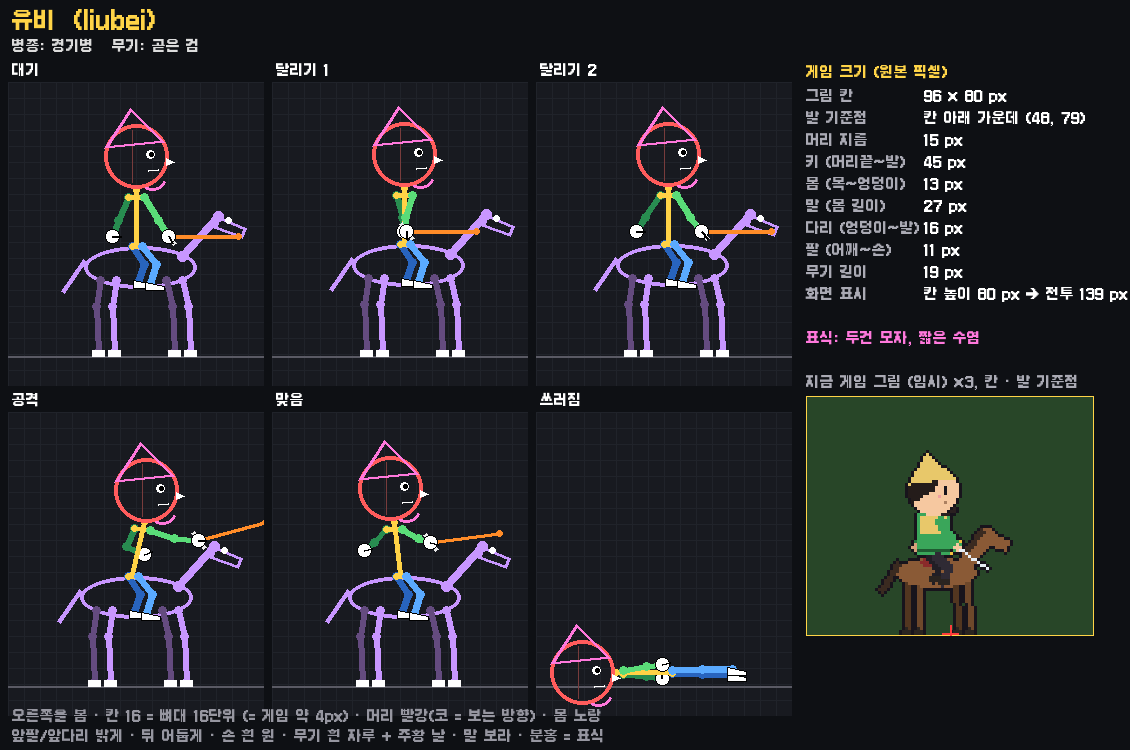 유비 (liubei)
병종: 경기병 무기: 곧은 검
대기
달리기 1
달리기 2
공격
맞음
쓰러짐
게임 크기 (원본 픽셀)
그림 칸 96 × 80 px
발 기준점 칸 아래 가운데 (48, 79)
머리 지름 15 px
키 (머리끝~발) 45 px
몸 (목~엉덩이) 13 px
말 (몸 길이) 27 px
다리 (엉덩이~발) 16 px
팔 (어깨~손) 11 px
무기 길이 19 px
화면 표시 칸 높이 80 px → 전투 139 px
표식: 두건 모자, 짧은 수염
지금 게임 그림 (임시) ×3, 칸 · 발 기준점
오른쪽을 봄 · 칸 16 = 뼈대 16단위 (= 게임 약 4px) · 머리 빨강(코 = 보는 방향) · 몸 노랑
앞팔/앞다리 밝게 · 뒤 어둡게 · 손 흰 원 · 무기 흰 자루 + 주황 날 · 말 보라 · 분홍 = 표식